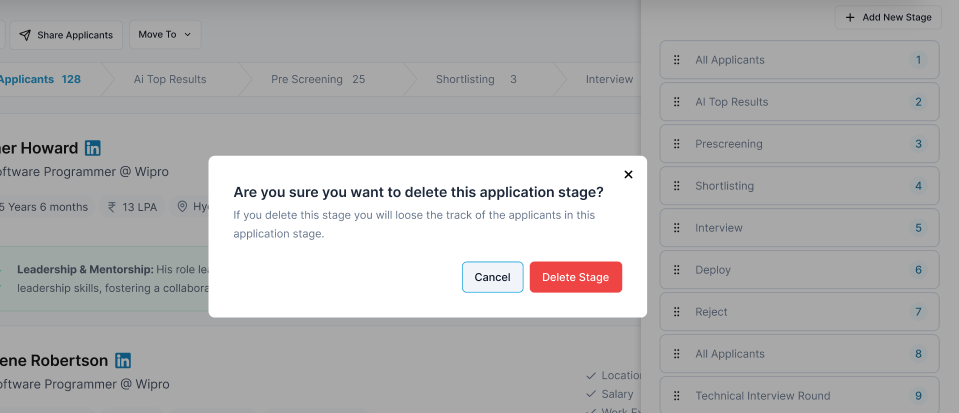 Share Applicants
Move To
Add New Stage
Applicants 128
Ai Top Results
Pre Screening 25
Shortlisting 3
Interview
All Applicants 1
AI Top Results 2
Prescreening 3
Shortlisting 4
Interview 5
Deploy 6
Reject 7
All Applicants 8
Technical Interview Round 9
er Howard in
oftware Programmer @ Wipro
5 Years 6 months
₹ 13 LPA
Hy
Leadership & Mentorship: His role le
leadership skills, fostering a collabora
Are you sure you want to delete this application stage?
If you delete this stage you will loose the track of the applicants in this
application stage.
Cancel
Delete Stage
ene Robertson in
oftware Programmer @ Wipro
Location
Salary